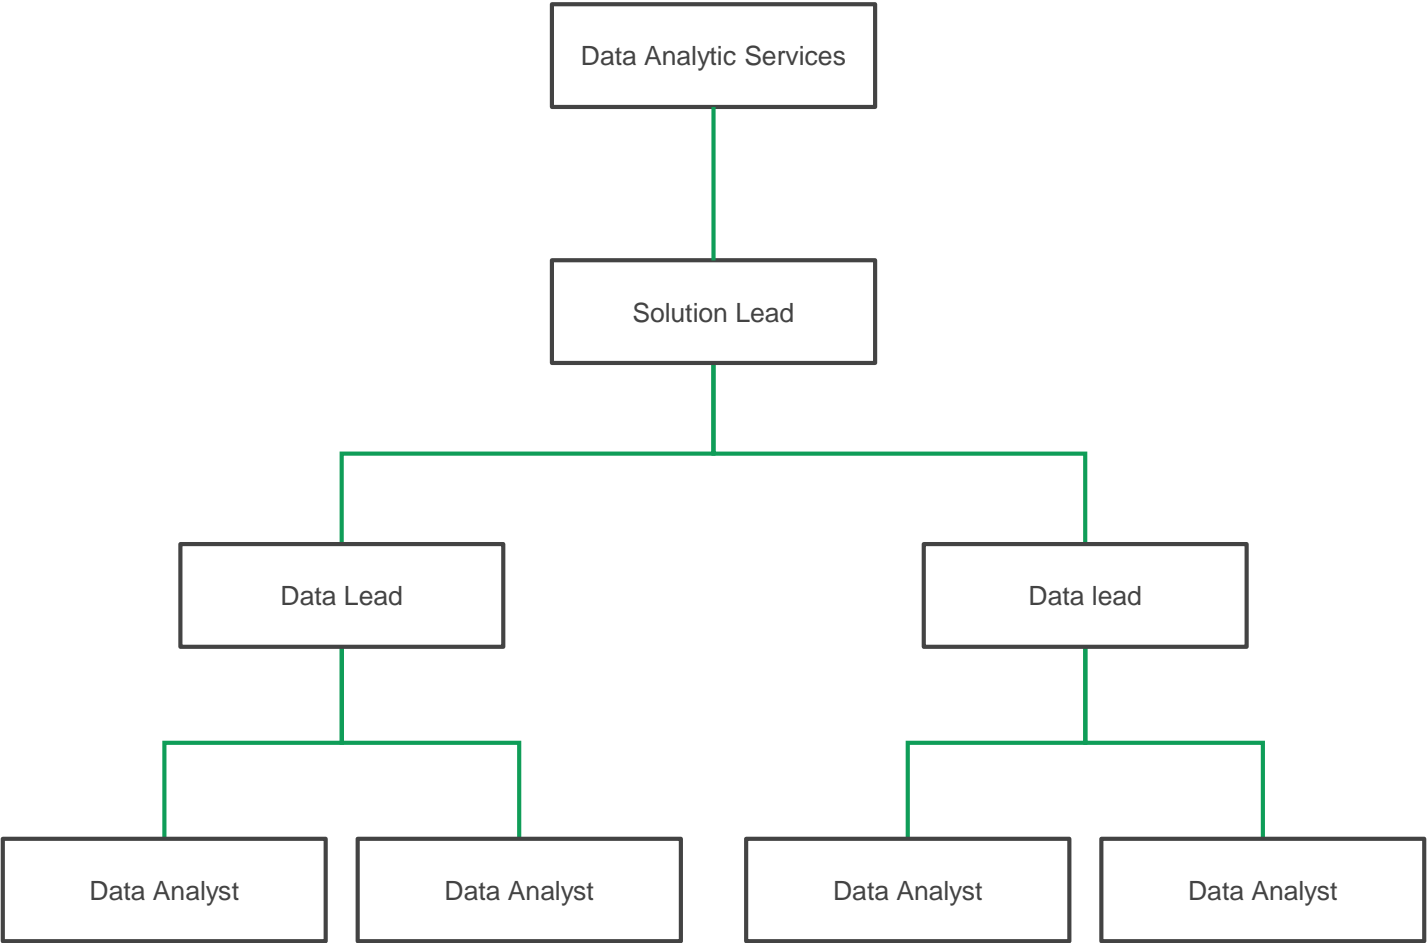 Data Analytic Services
Solution Lead
Data Lead
Data lead
Data Analyst
Data Analyst
Data Analyst
Data Analyst